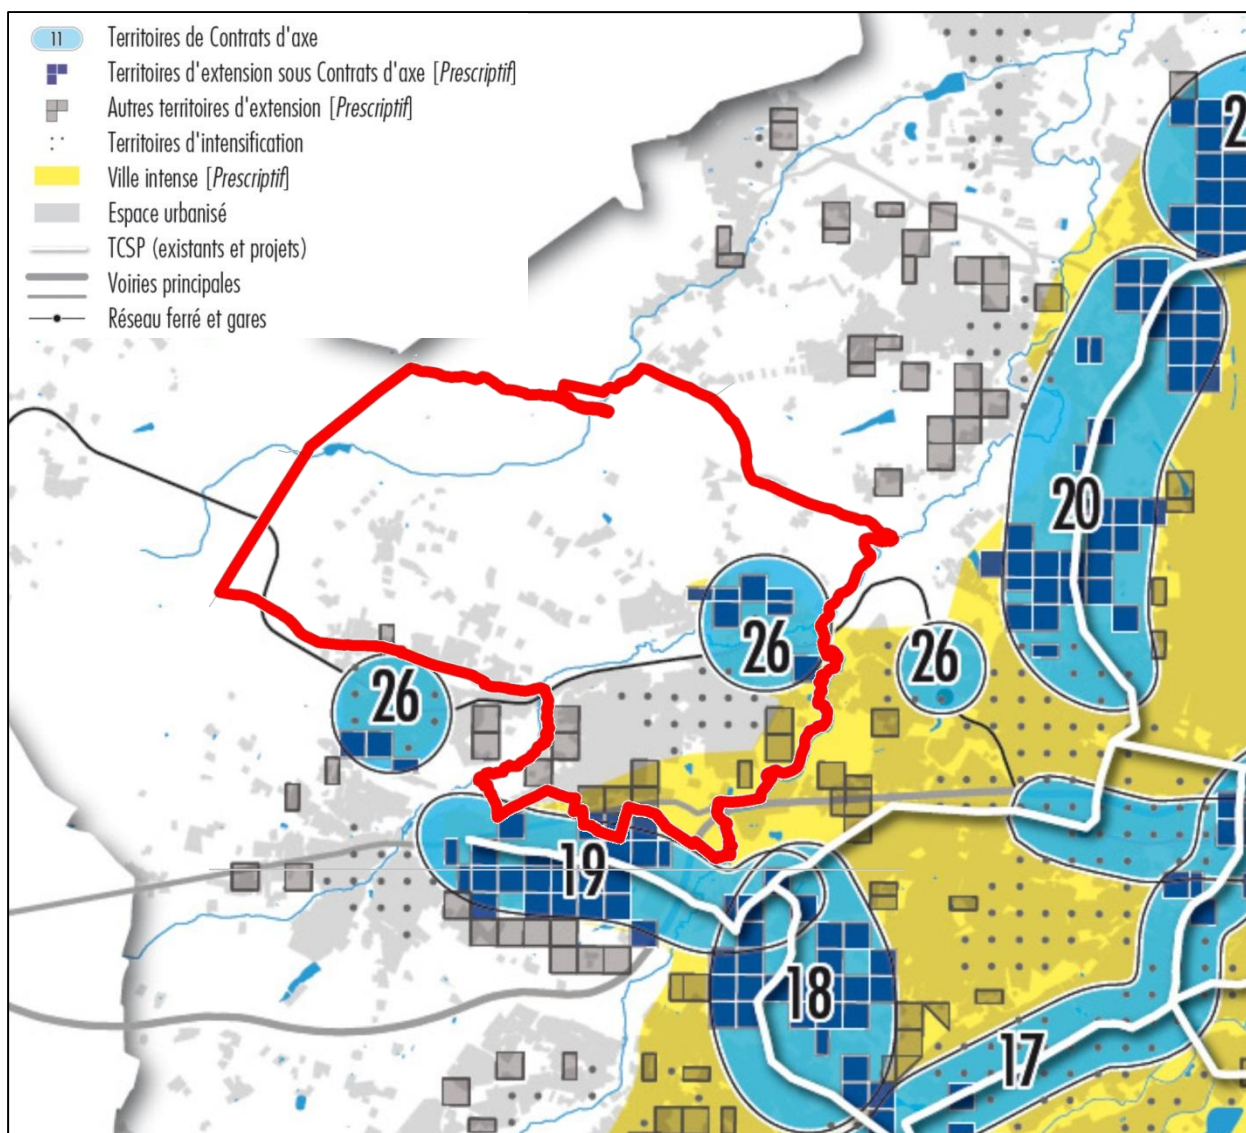 11 Territoires de Contrats d'axe
Territoires d'extension sous Contrats d'axe [Prescriptif]
Autres territoires d'extension [Prescriptif]
Territoires d'intensification
Ville intense [Prescriptif]
Espace urbanisé
TCSP (existants et projets)
Voiries principales
Réseau ferré et gares
2
20
26
26
26
19
18
17